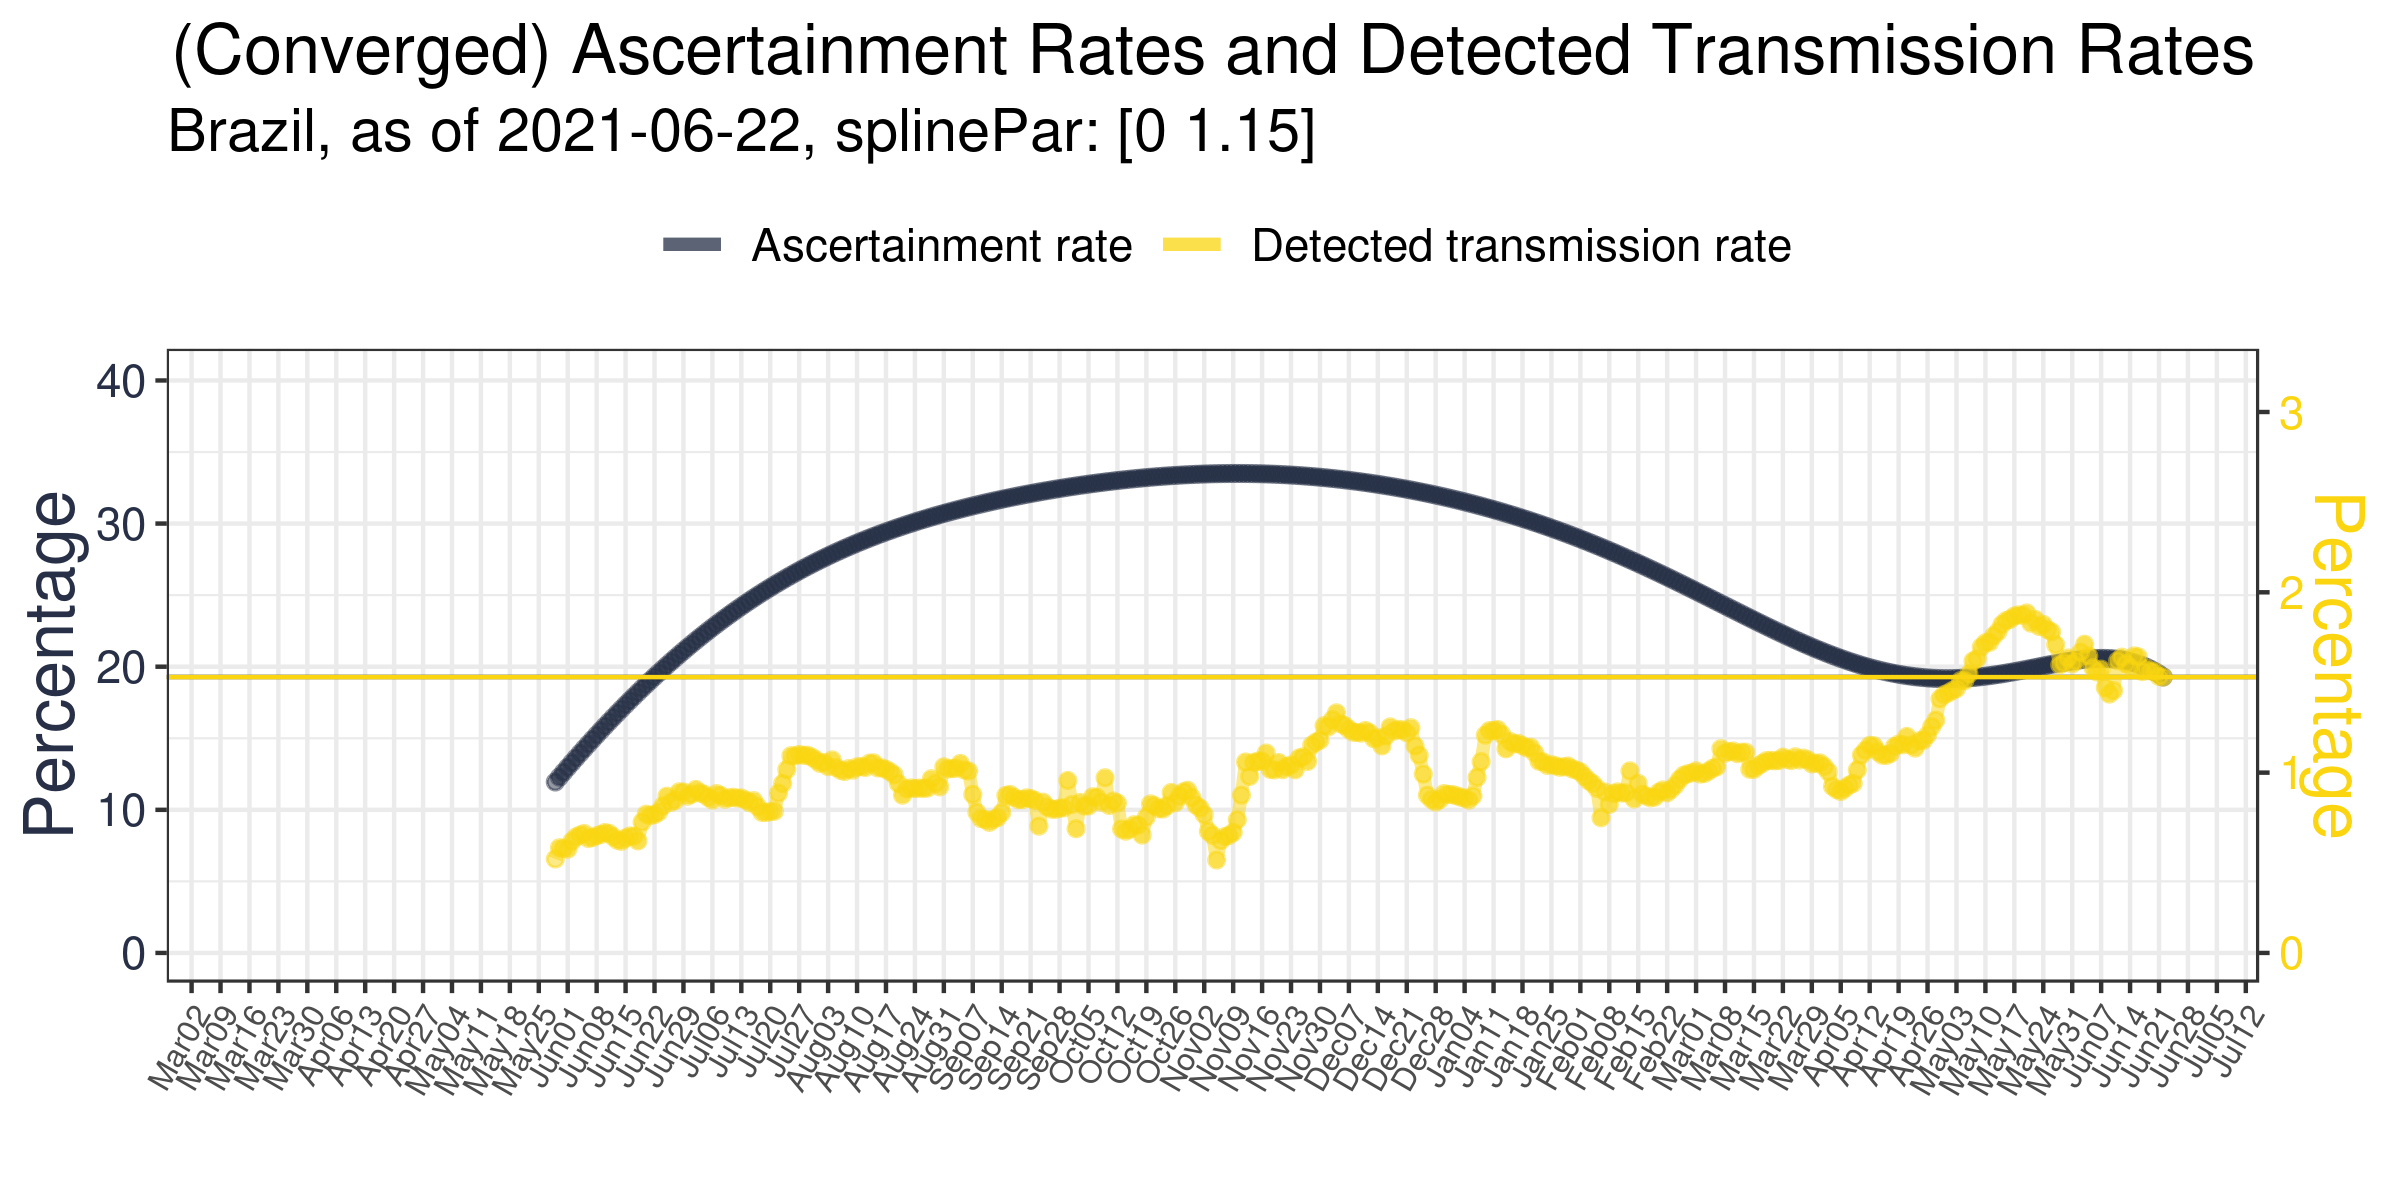 (Converged) Ascertainment Rates and Detected Transmission Rates
Brazil, as of 2021-06-22, splinePar: [0 1.15]
Ascertainment rate
Detected transmission rate
Percentage
40
30
20
10
0
3
2
1
0
Percentage
Mar02
Mar09
Mar16
Mar23
Mar30
Apr06
Apr13
Apr20
Apr27
May04
May11
May18
May25
Jun01
Jun08
Jun15
Jun22
Jun29
Jul06
Jul13
Jul20
Jul27
Aug03
Aug10
Aug17
Aug24
Aug31
Sep07
Sep14
Sep21
Sep28
Oct05
Oct12
Oct19
Oct26
Nov02
Nov09
Nov16
Nov23
Nov30
Dec07
Dec14
Dec21
Dec28
Jan04
Jan11
Jan18
Jan25
Feb01
Feb08
Feb15
Feb22
Mar01
Mar08
Mar15
Mar22
Mar29
Apr05
Apr12
Apr19
Apr26
May03
May10
May17
May24
May31
Jun07
Jun14
Jun21
Jun28
Jul05
Jul12